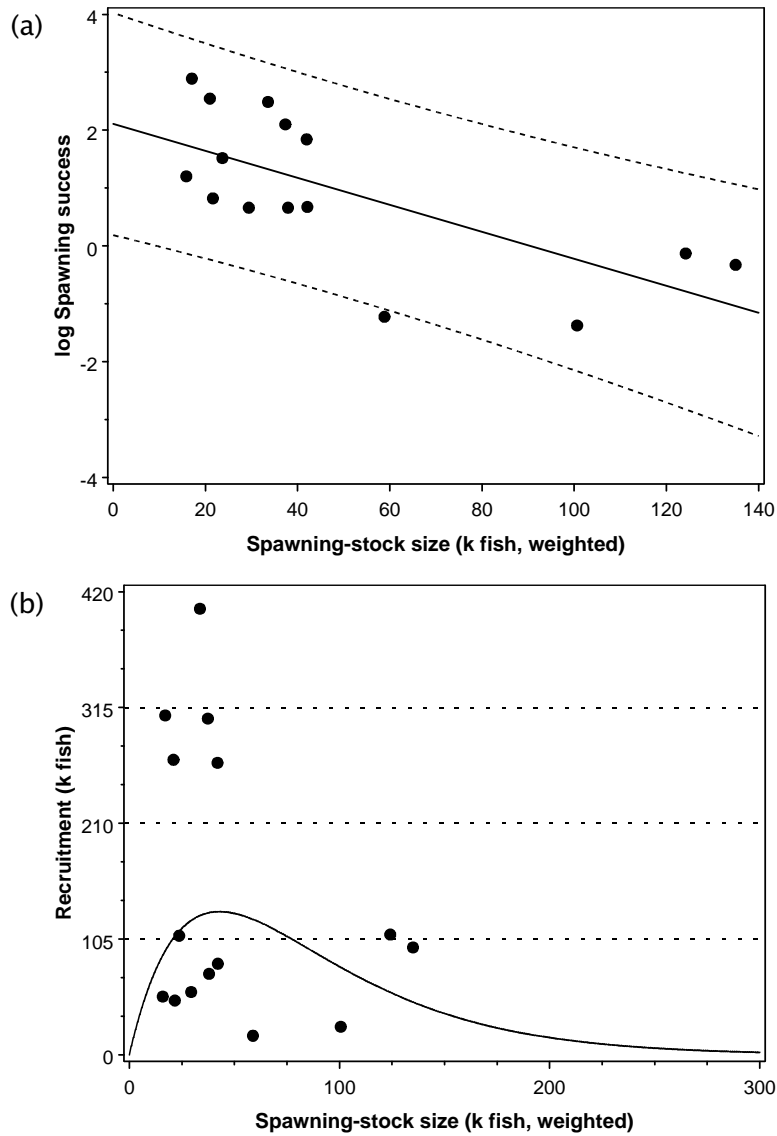 (a)
4
2
0
-2
-4
log Spawning success
0 20 40 60 80 100 120 140
Spawning-stock size (k fish, weighted)
(b)
420
315
210
105
0
Recruitment (k fish)
0 100 200 300
Spawning-stock size (k fish, weighted)